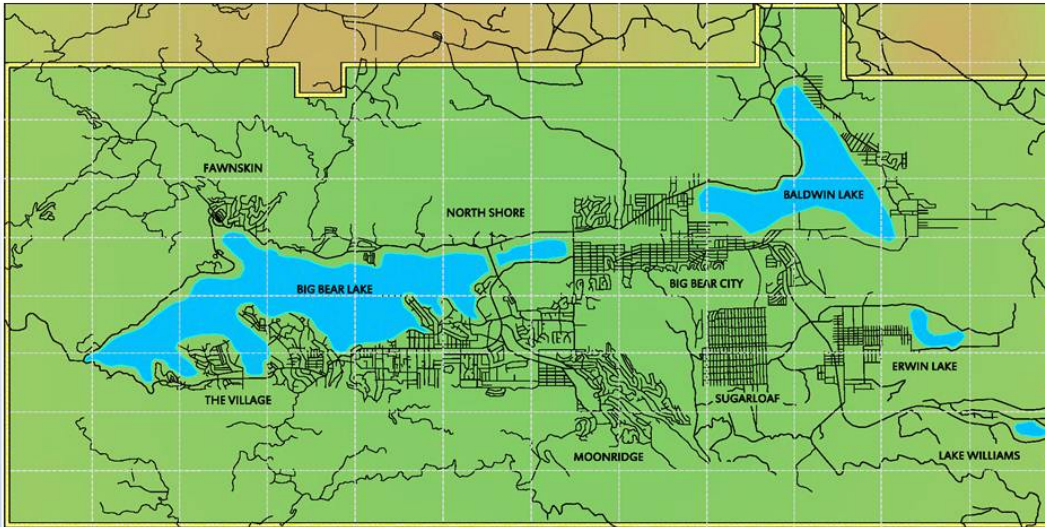 FAWNSKIN
BALDWIN LAKE
NORTH SHORE
BIG BEAR CITY
BIG BEAR LAKE
ERWIN LAKE
THE VILLAGE
SUGARLOAF
MOONRIDGE
LAKE WILLIAMS